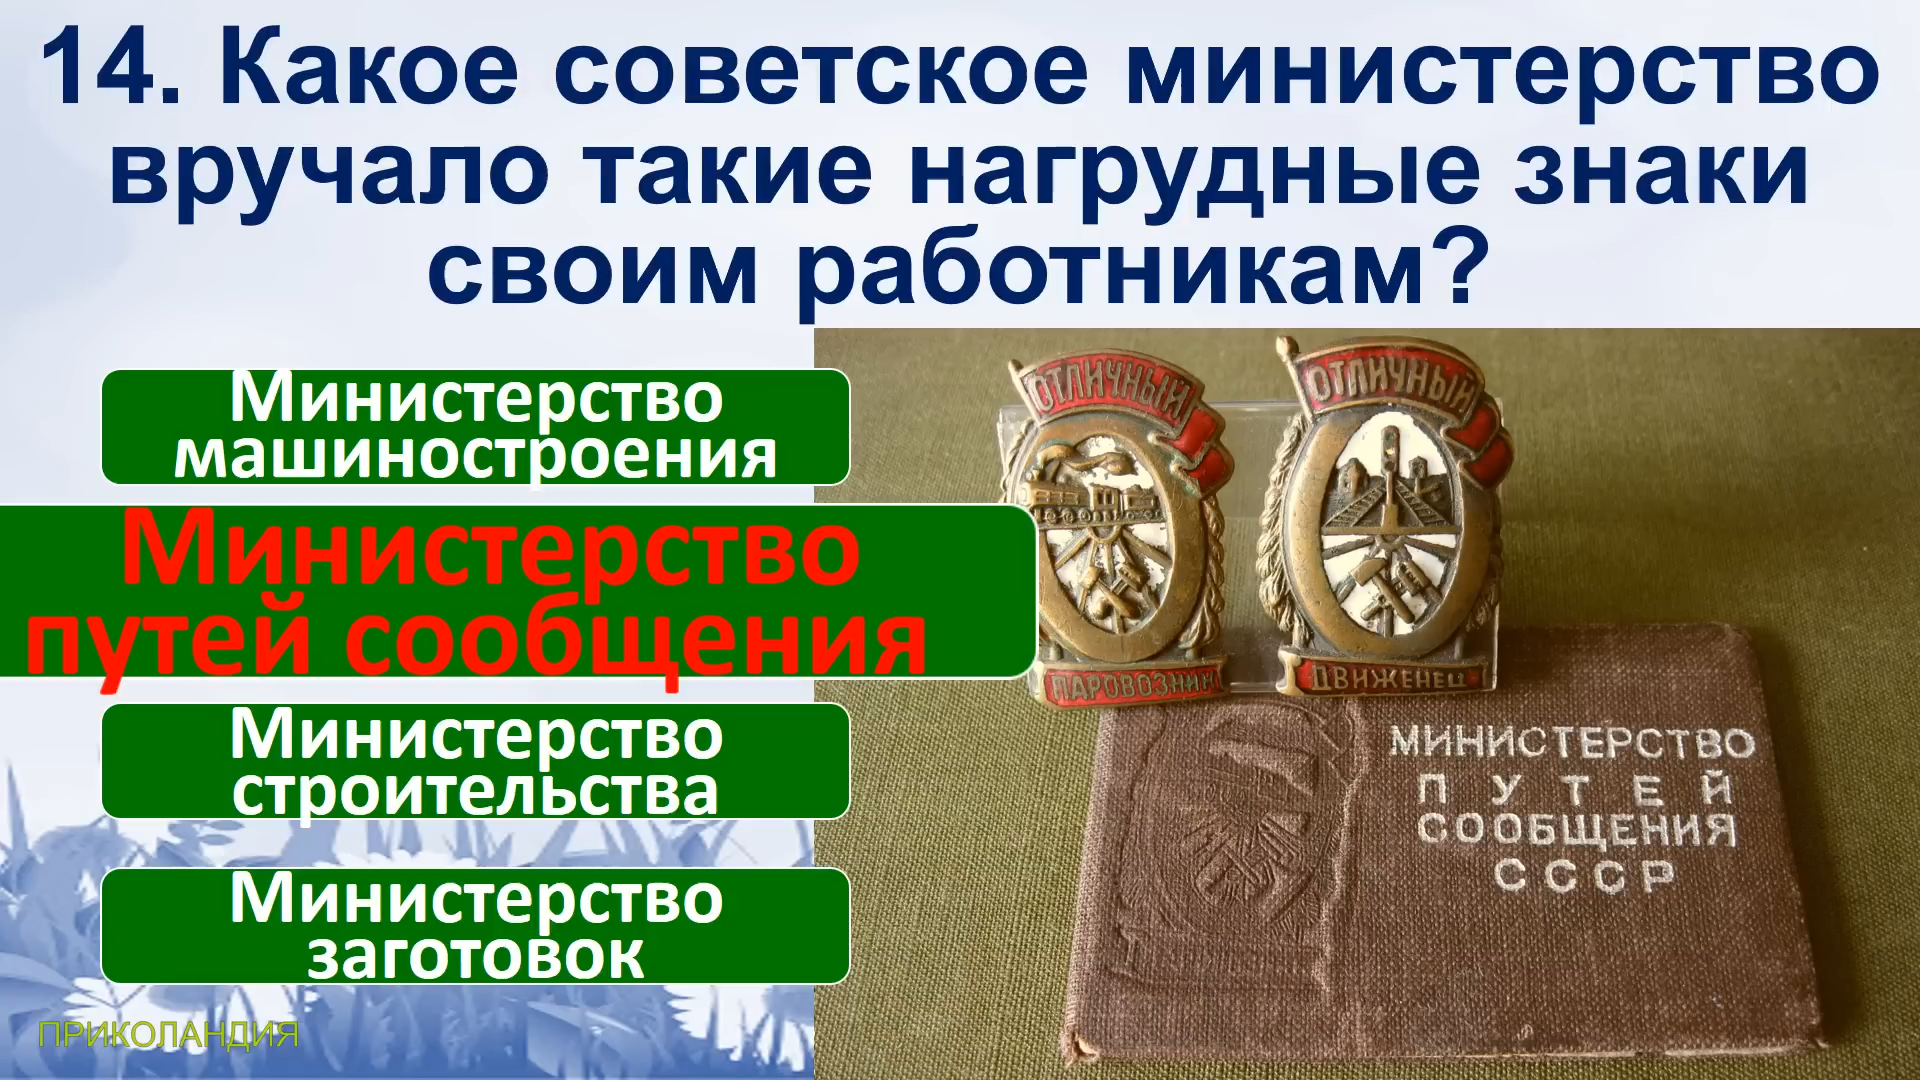 14. Какое советское министерство
вручало такие нагрудные знаки
своим работникам?
Министерство
машиностроения
Министерство
путей сообщения
Министерство
строительства
Министерство
заготовок
ОТЛИЧНЫЙ
ПАРОВОЗНИК
ОТЛИЧНЫЙ
ДВИЖЕНЕЦ
МИНИСТЕРСТВО
ПУТЕЙ
СООБЩЕНИЯ
СССР
ПРИКОЛАНДИЯ